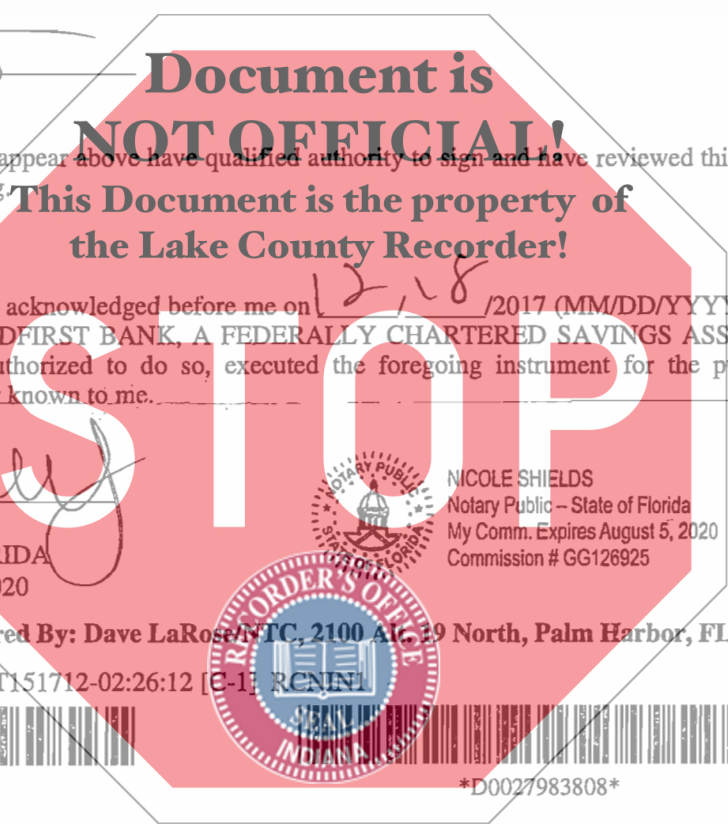 Document is
NOT OFFICIAL!
appear above have qualified authority to sign and have reviewed thi
This Document is the property of
the Lake County Recorder!
acknowledged before me on 12/18/2017 (MM/DD/YYYY
DFIRST BANK, A FEDERALLY CHARTERED SAVINGS ASS
uthorized to do so, executed the foregoing instrument for the p
known to me.
STOP
NOTARY PUBLIC
STATE OF FLORIDA
NICOLE SHIELDS
Notary Public – State of Florida
My Comm. Expires August 5, 2020
Commission # GG126925
RIDA
020
RECORDER'S OFFICE
SEAL
INDIANA
red By: Dave LaRose/NTC, 2100 Alt. 19 North, Palm Harbor, FL
T151712-02:26:12 [C-1] RCNIN1
*D0027983808*